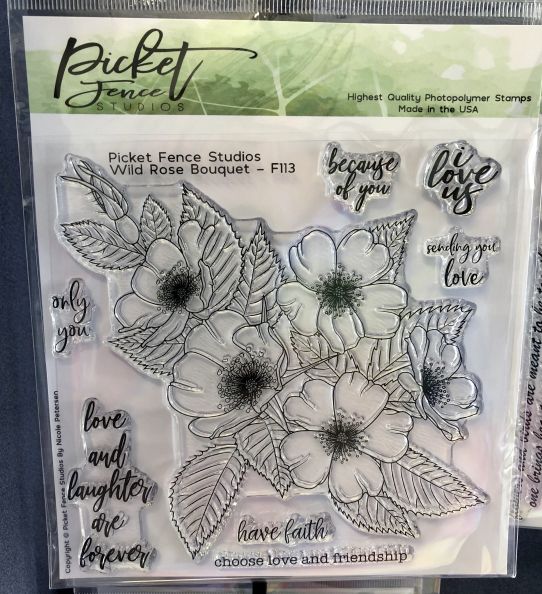 Picket
Fence
STUDIOS
Highest Quality Photopolymer Stamps
Made in the USA
Picket Fence Studios
Wild Rose Bouquet – F113
because
of you
i
love
us
sending you
love
only
you
love
and
laughter
are
forever
have faith
choose love and friendship
Copyright © Picket Fence Studios By Nicole Petersen